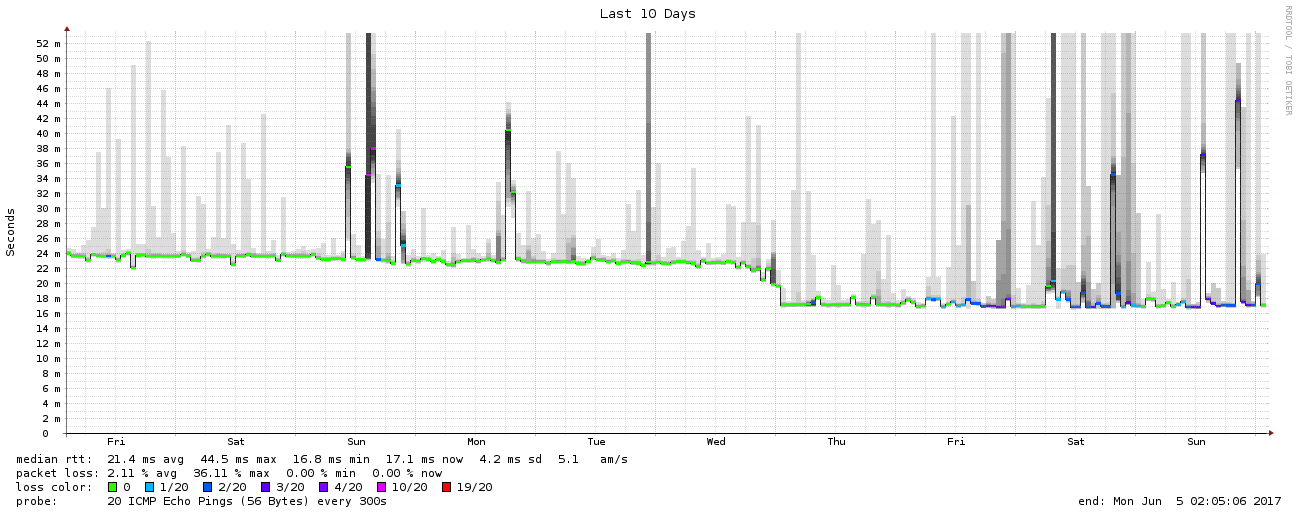 Last 10 Days
RRDTOOL / TOBI OETIKER
Seconds
52 m
50 m
48 m
46 m
44 m
42 m
40 m
38 m
36 m
34 m
32 m
30 m
28 m
26 m
24 m
22 m
20 m
18 m
16 m
14 m
12 m
10 m
8 m
6 m
4 m
2 m
0
Fri Sat Sun Mon Tue Wed Thu Fri Sat Sun
median rtt: 21.4 ms avg 44.5 ms max 16.8 ms min 17.1 ms now 4.2 ms sd 5.1 am/s
packet loss: 2.11 % avg 36.11 % max 0.00 % min 0.00 % now
loss color: 0 1/20 2/20 3/20 4/20 10/20 19/20
probe: 20 ICMP Echo Pings (56 Bytes) every 300s end: Mon Jun 5 02:05:06 2017